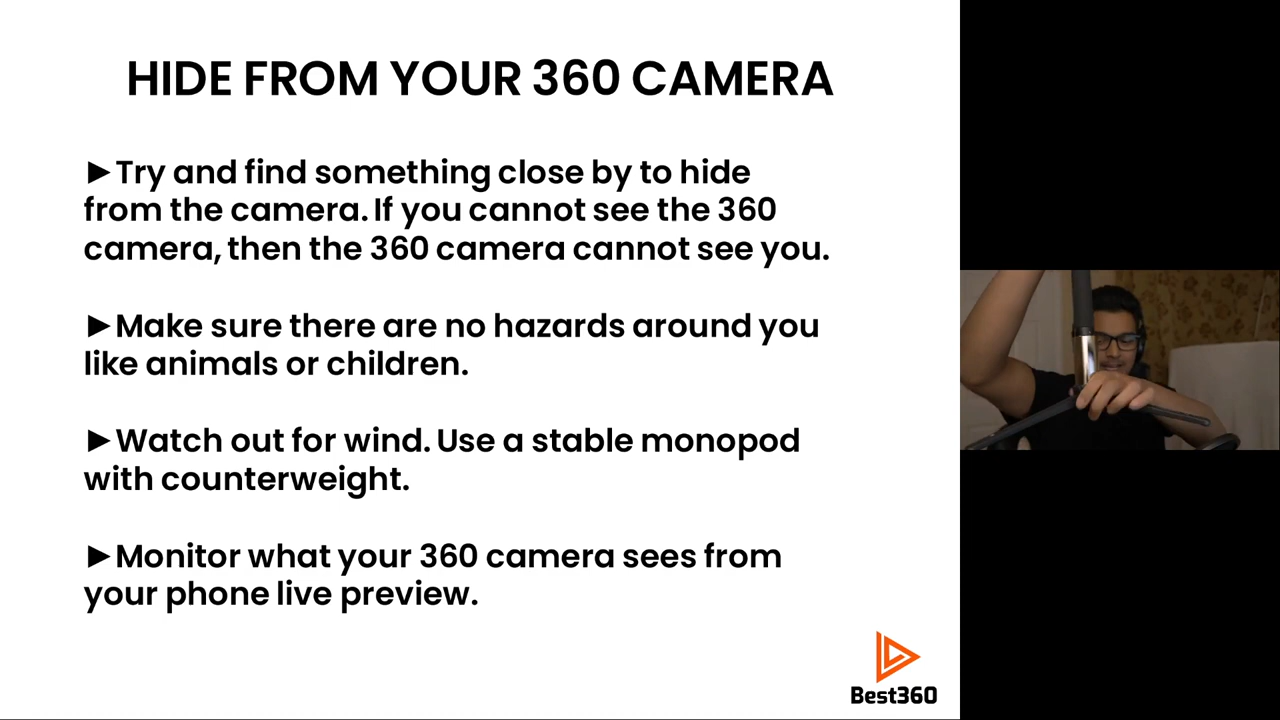 HIDE FROM YOUR 360 CAMERA
►Try and find something close by to hide
from the camera. If you cannot see the 360
camera, then the 360 camera cannot see you.
►Make sure there are no hazards around you
like animals or children.
►Watch out for wind. Use a stable monopod
with counterweight.
►Monitor what your 360 camera sees from
your phone live preview.
Best360